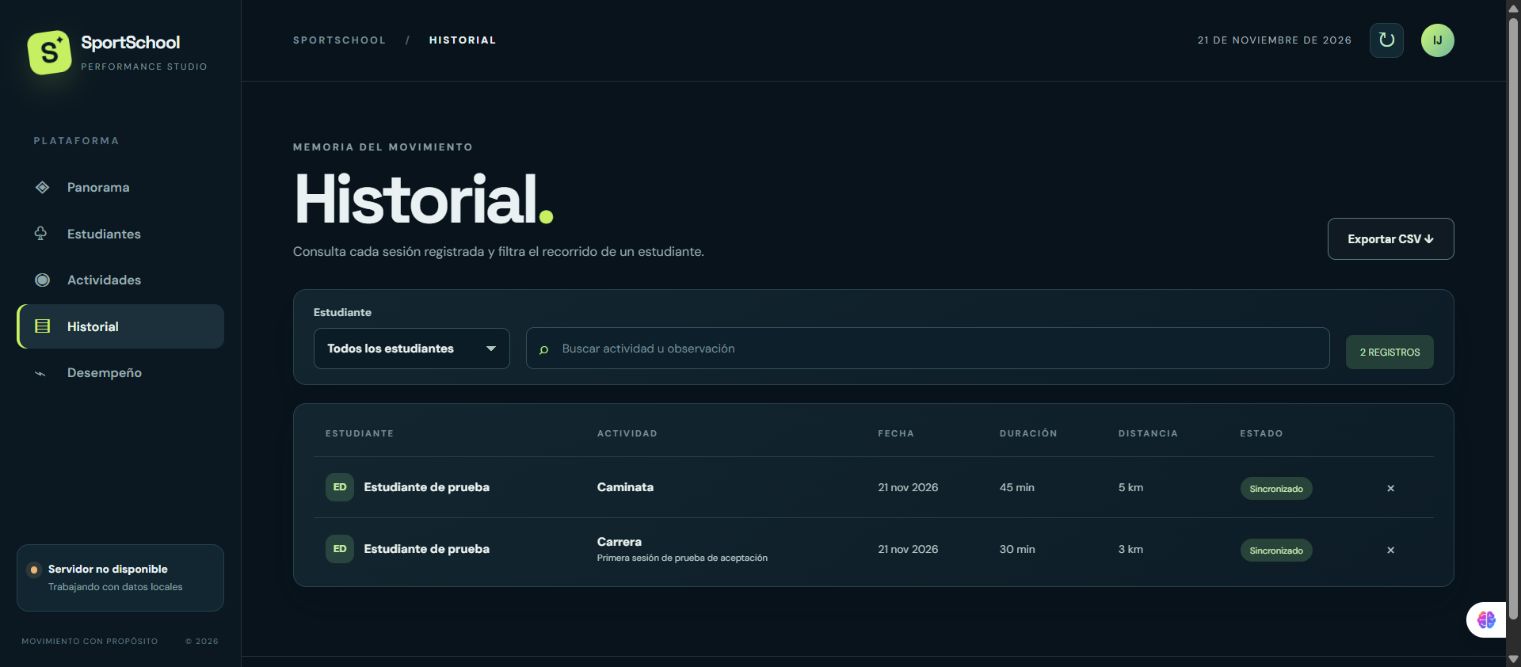 S
SportSchool
PERFORMANCE STUDIO
PLATAFORMA
Panorama
Estudiantes
Actividades
Historial
Desempeño
Servidor no disponible
Trabajando con datos locales
MOVIMIENTO CON PROPÓSITO © 2026
SPORTSCHOOL / HISTORIAL
21 DE NOVIEMBRE DE 2026
IJ
MEMORIA DEL MOVIMIENTO
Historial.
Consulta cada sesión registrada y filtra el recorrido de un estudiante.
Exportar CSV ↓
Estudiante
Todos los estudiantes
Buscar actividad u observación
2 REGISTROS
ESTUDIANTE ACTIVIDAD FECHA DURACIÓN DISTANCIA ESTADO
ED Estudiante de prueba Caminata 21 nov 2026 45 min 5 km Sincronizado ×
ED Estudiante de prueba Carrera 21 nov 2026 30 min 3 km Sincronizado ×
Primera sesión de prueba de aceptación